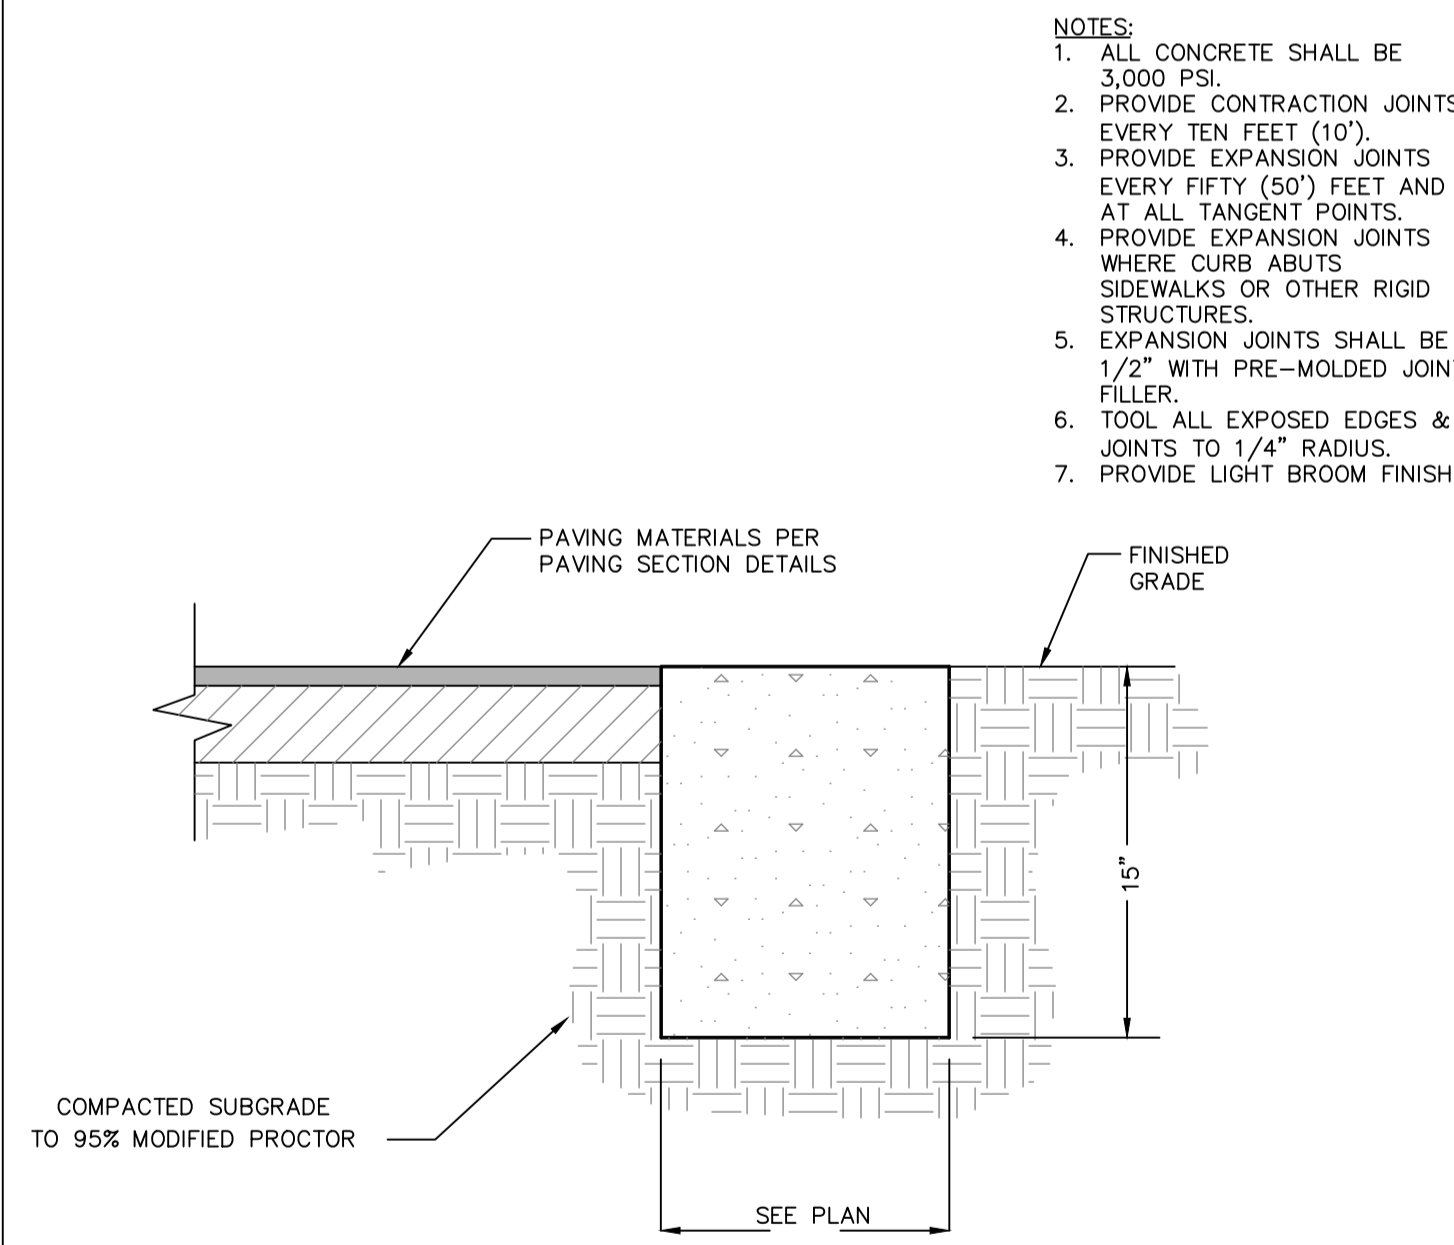 NOTES:
1. ALL CONCRETE SHALL BE
3,000 PSI.
2. PROVIDE CONTRACTION JOINTS
EVERY TEN FEET (10').
3. PROVIDE EXPANSION JOINTS
EVERY FIFTY (50') FEET AND
AT ALL TANGENT POINTS.
4. PROVIDE EXPANSION JOINTS
WHERE CURB ABUTS
SIDEWALKS OR OTHER RIGID
STRUCTURES.
5. EXPANSION JOINTS SHALL BE
1/2" WITH PRE-MOLDED JOINT
FILLER.
6. TOOL ALL EXPOSED EDGES &
JOINTS TO 1/4" RADIUS.
7. PROVIDE LIGHT BROOM FINISH
PAVING MATERIALS PER
PAVING SECTION DETAILS
FINISHED
GRADE
15"
COMPACTED SUBGRADE
TO 95% MODIFIED PROCTOR
SEE PLAN